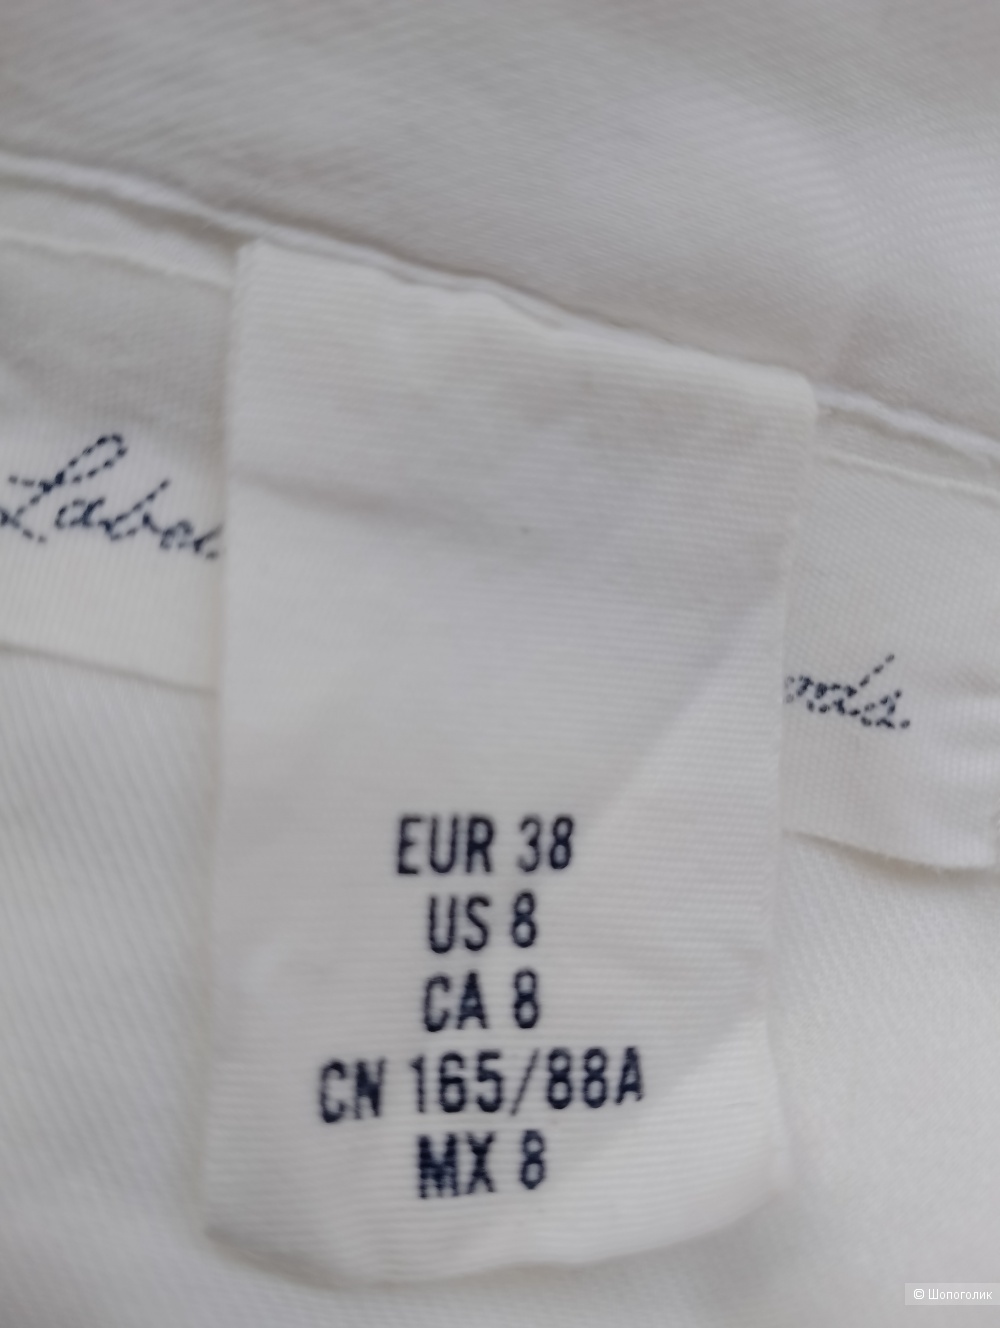 EUR 38
US 8
CA 8
CN 165/88A
MX 8
© Шопоголик